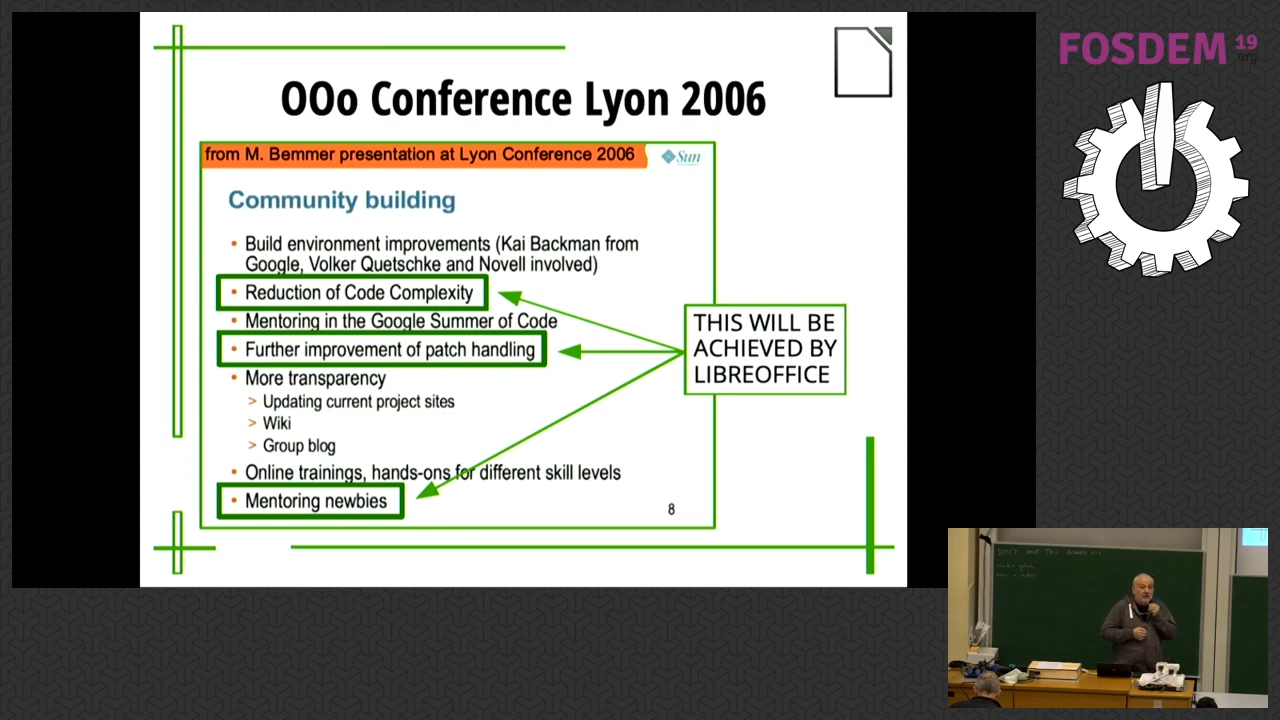 FOSDEM 19
.org
OOo Conference Lyon 2006
from M. Bemmer presentation at Lyon Conference 2006
Sun
Community building
• Build environment improvements (Kai Backman from
Google, Volker Quetschke and Novell involved)
• Reduction of Code Complexity
• Mentoring in the Google Summer of Code
• Further improvement of patch handling
• More transparency
> Updating current project sites
> Wiki
> Group blog
• Online trainings, hands-ons for different skill levels
• Mentoring newbies
8
THIS WILL BE
ACHIEVED BY
LIBREOFFICE